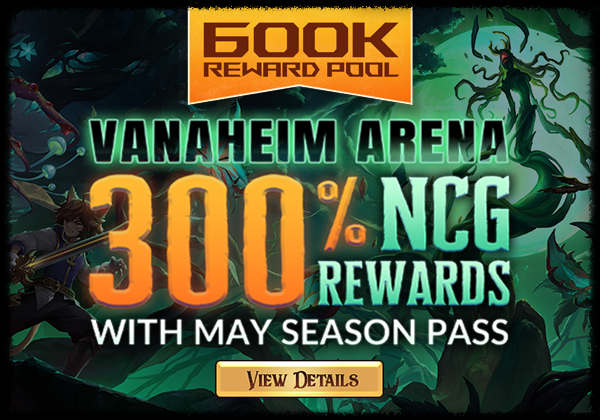 600K
REWARD POOL
VANAHEIM ARENA
300% NCG
REWARDS
WITH MAY SEASON PASS
VIEW DETAILS